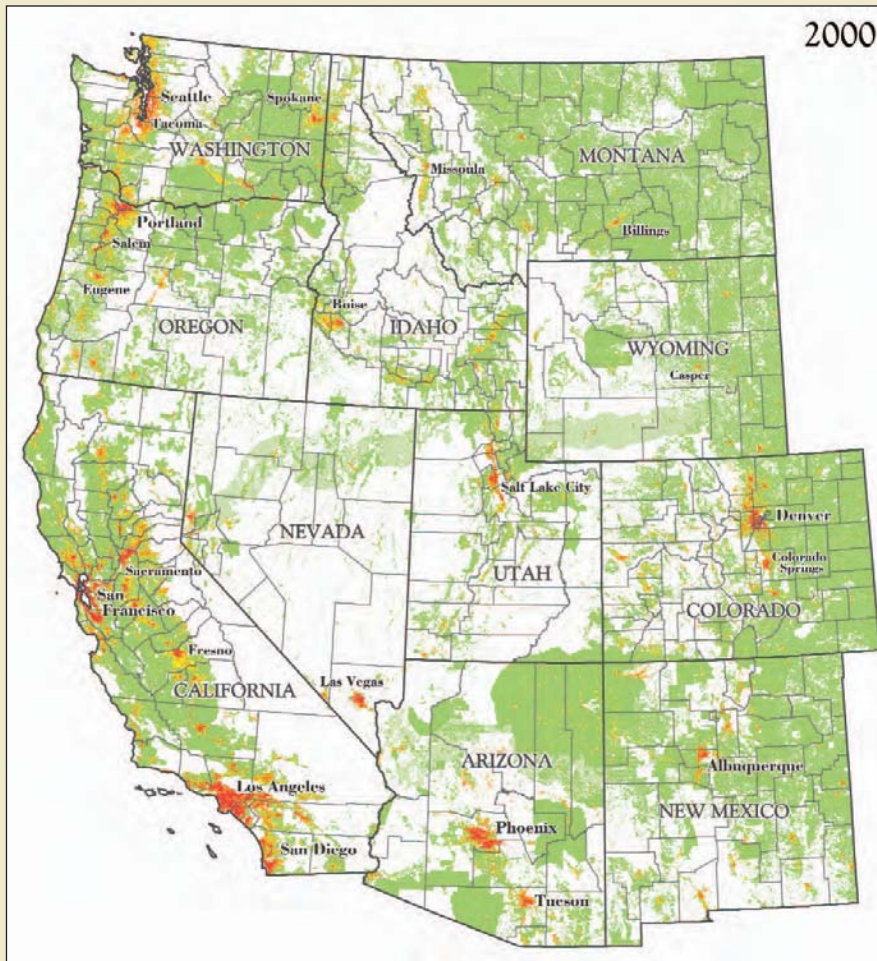 2000
Seattle
Spokane
Tacoma
WASHINGTON
MONTANA
Missoula
Portland
Billings
Salem
Eugene
Boise
OREGON
IDAHO
WYOMING
Casper
Salt Lake City
NEVADA
Denver
Sacramento
UTAH
Colorado
Springs
San
Francisco
COLORADO
Fresno
Las Vegas
CALIFORNIA
ARIZONA
Albuquerque
Los Angeles
NEW MEXICO
Phoenix
San Diego
Tucson